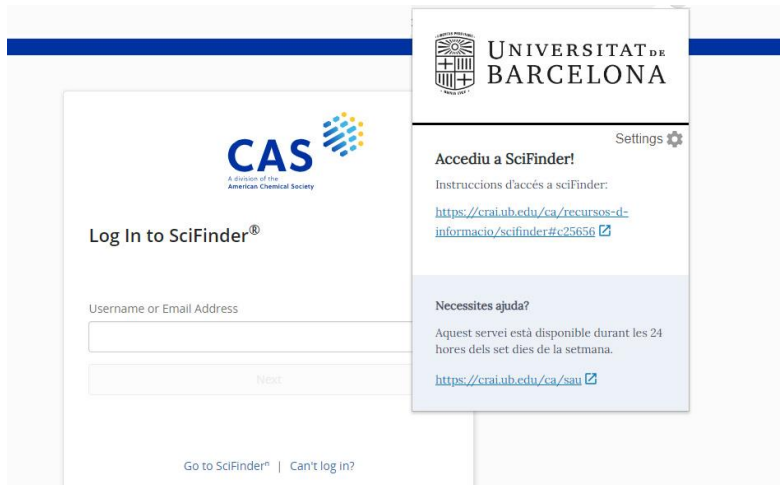 CAS
A division of the
American Chemical Society
Log In to SciFinder®
Username or Email Address
Next
Go to SciFinderⁿ | Can't log in?
UNIVERSITAT DE
BARCELONA
Settings
Accediu a SciFinder!
Instruccions d'accés a sciFinder:
https://crai.ub.edu/ca/recursos-d-
informacio/scifinder#c25656
Necessites ajuda?
Aquest servei està disponible durant les 24
hores dels set dies de la setmana.
https://crai.ub.edu/ca/sau